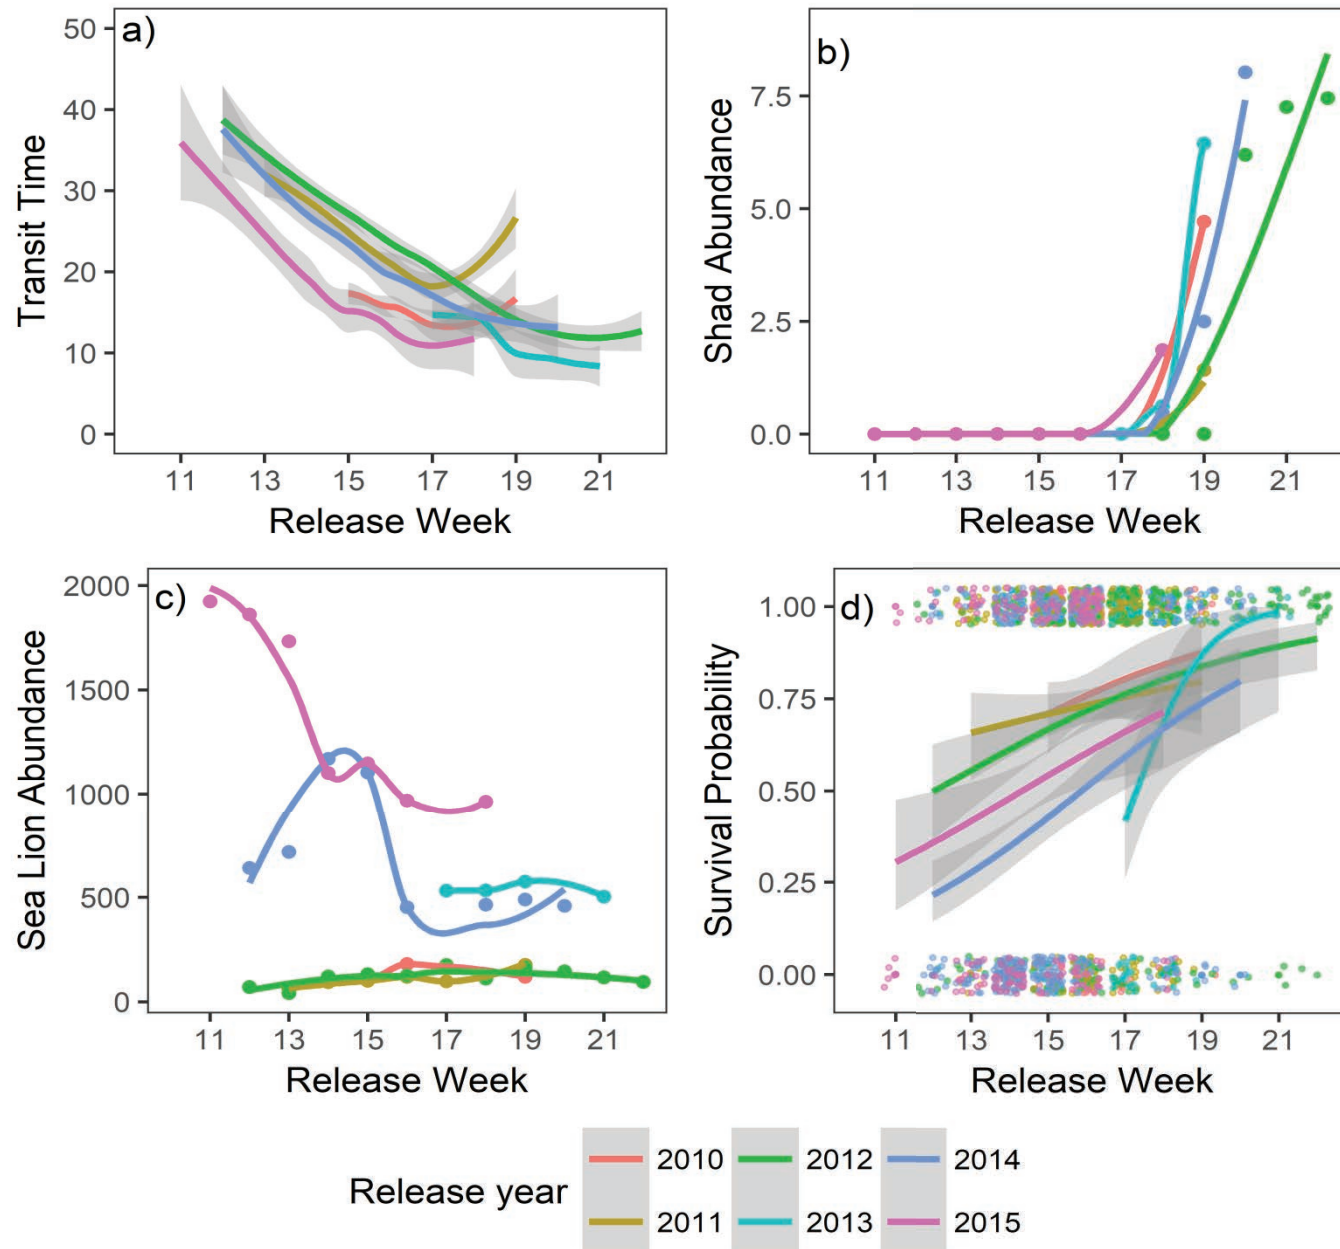 a)
50
40
30
20
10
0
Transit Time
11 13 15 17 19 21
Release Week
b)
7.5
5.0
2.5
0.0
Shad Abundance
11 13 15 17 19 21
Release Week
c)
2000
1500
1000
500
0
Sea Lion Abundance
11 13 15 17 19 21
Release Week
d)
1.00
0.75
0.50
0.25
0.00
Survival Probability
11 13 15 17 19 21
Release Week
Release year
2010 2012 2014
2011 2013 2015